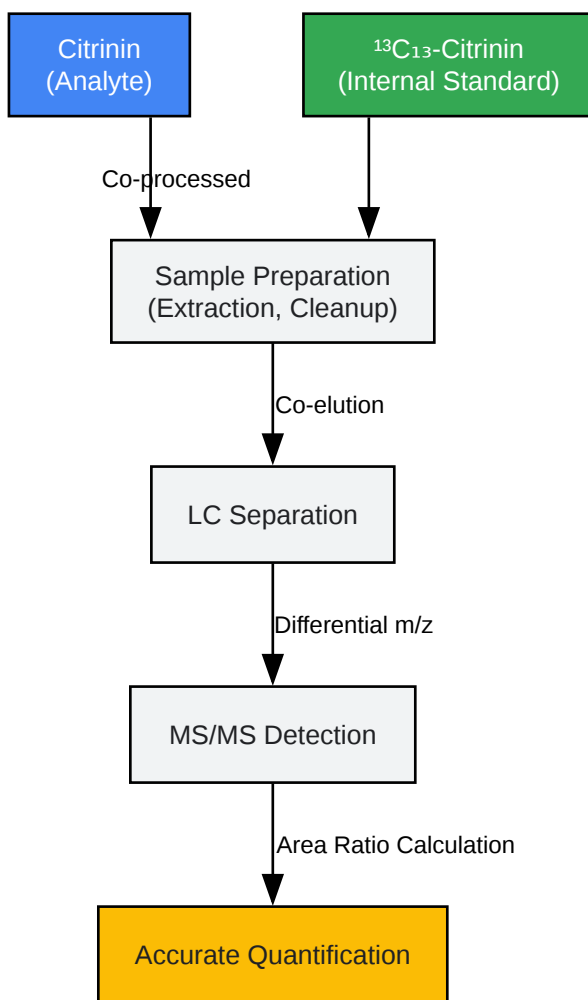 Citrinin
(Analyte)
¹³C₁₃-Citrinin
(Internal Standard)
Co-processed
Sample Preparation
(Extraction, Cleanup)
Co-elution
LC Separation
Differential m/z
MS/MS Detection
Area Ratio Calculation
Accurate Quantification